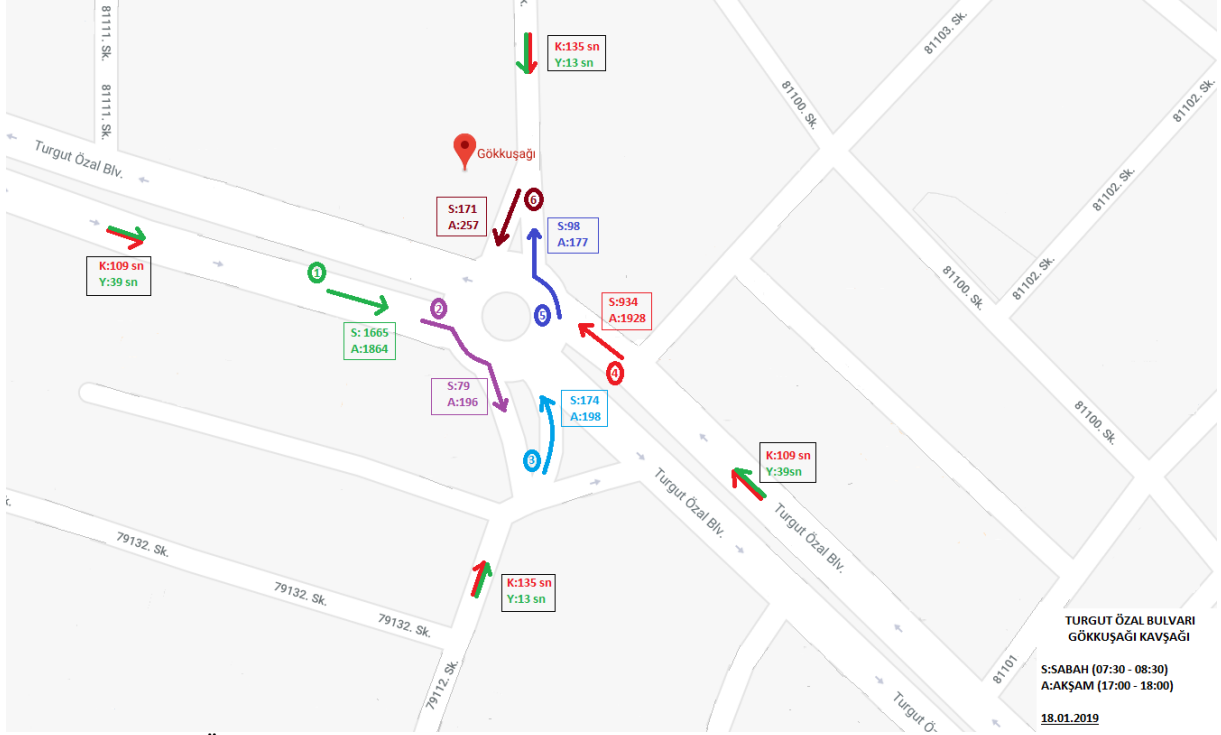 81111. Sk.
81111. Sk.
K:135 sn
Y:13 sn
81100. Sk.
81103. Sk.
81102. Sk.
Turgut Özal Blv.
Gökkuşağı
81102. Sk.
S:171
A:257
6
S:98
A:177
K:109 sn
Y:39 sn
1
81102. Sk.
81100. Sk.
2
5
S:934
A:1928
S: 1665
A:1864
4
S:79
A:196
S:174
A:198
81100. Sk.
3
K:109 sn
Y:39sn
Turgut Özal Blv.
Turgut Özal Blv.
79132. Sk.
79132. Sk.
79132. Sk.
K:135 sn
Y:13 sn
79112. Sk.
81101
Turgut Ö
TURGUT ÖZAL BULVARI
GÖKKUŞAĞI KAVŞAĞI
S:SABAH (07:30 - 08:30)
A:AKŞAM (17:00 - 18:00)
18.01.2019